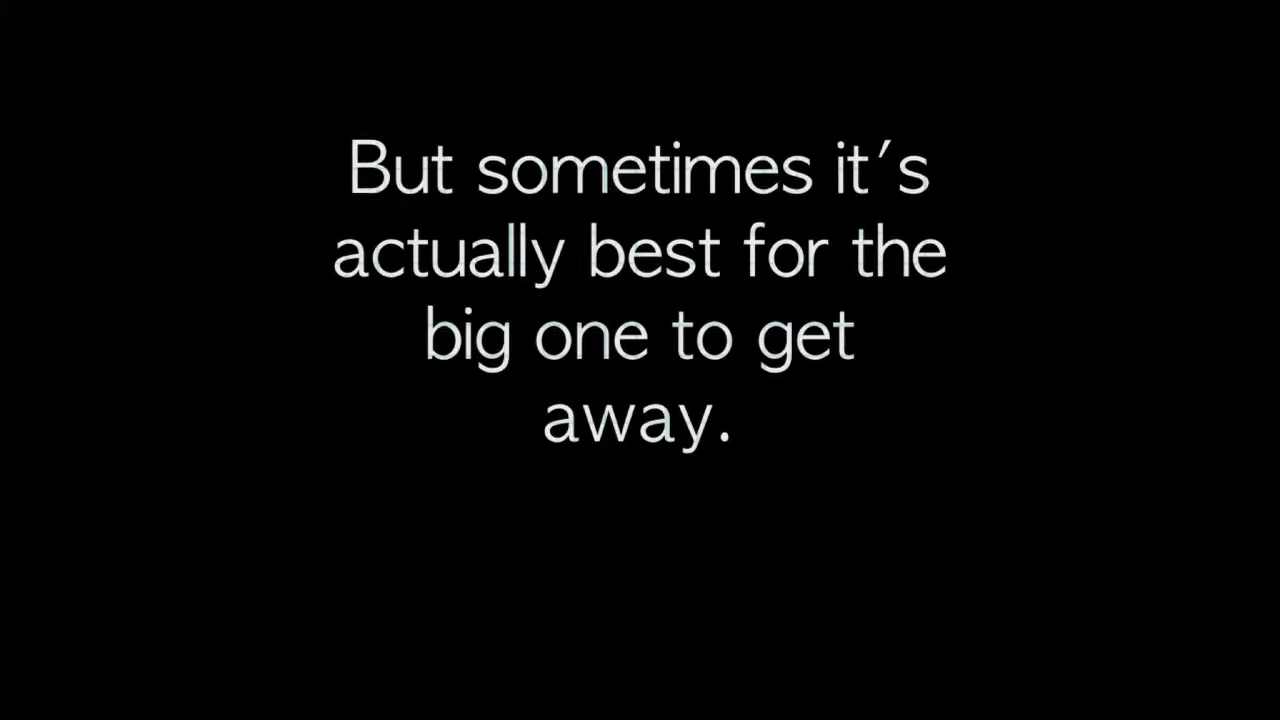 But sometimes it's
actually best for the
big one to get
away.